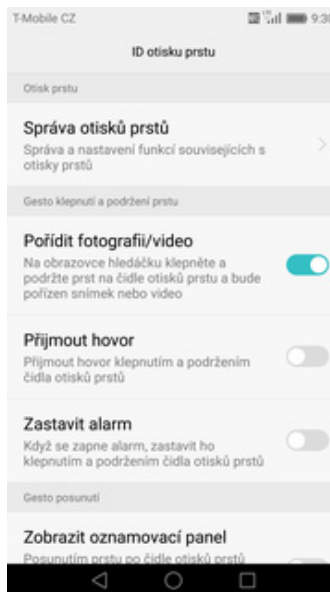 T-Mobile CZ 9:30
ID otisku prstu
Otisk prstu
Správa otisků prstů
Správa a nastavení funkcí souvisejících s
otisky prstů
Gesto klepnutí a podržení prstu
Pořídit fotografii/video
Na obrazovce hledáčku klepněte a
podržte prst na čidle otisků prstu a bude
pořízen snímek nebo video
Přijmout hovor
Přijmout hovor klepnutím a podržením
čidla otisků prstů
Zastavit alarm
Když se zapne alarm, zastavit ho
klepnutím a podržením čidla otisků prstů
Gesto posunutí
Zobrazit oznamovací panel
Posunutím prstu po čidle otisků prstů